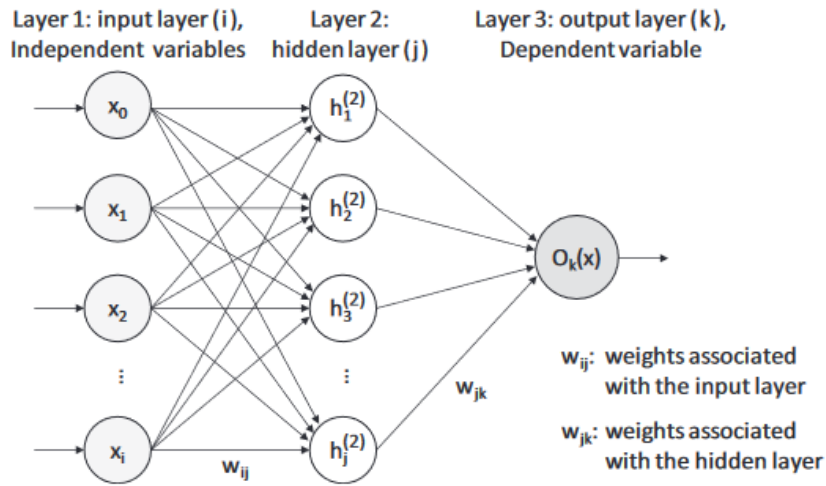 Layer 1: input layer (i),
Independent variables
Layer 2:
hidden layer (j)
Layer 3: output layer (k),
Dependent variable
x₀
x₁
x₂
⋮
xᵢ
h₁⁽²⁾
h₂⁽²⁾
h₃⁽²⁾
⋮
hⱼ⁽²⁾
Oₖ(x)
wᵢⱼ
wⱼₖ
wᵢⱼ: weights associated
with the input layer
wⱼₖ: weights associated
with the hidden layer